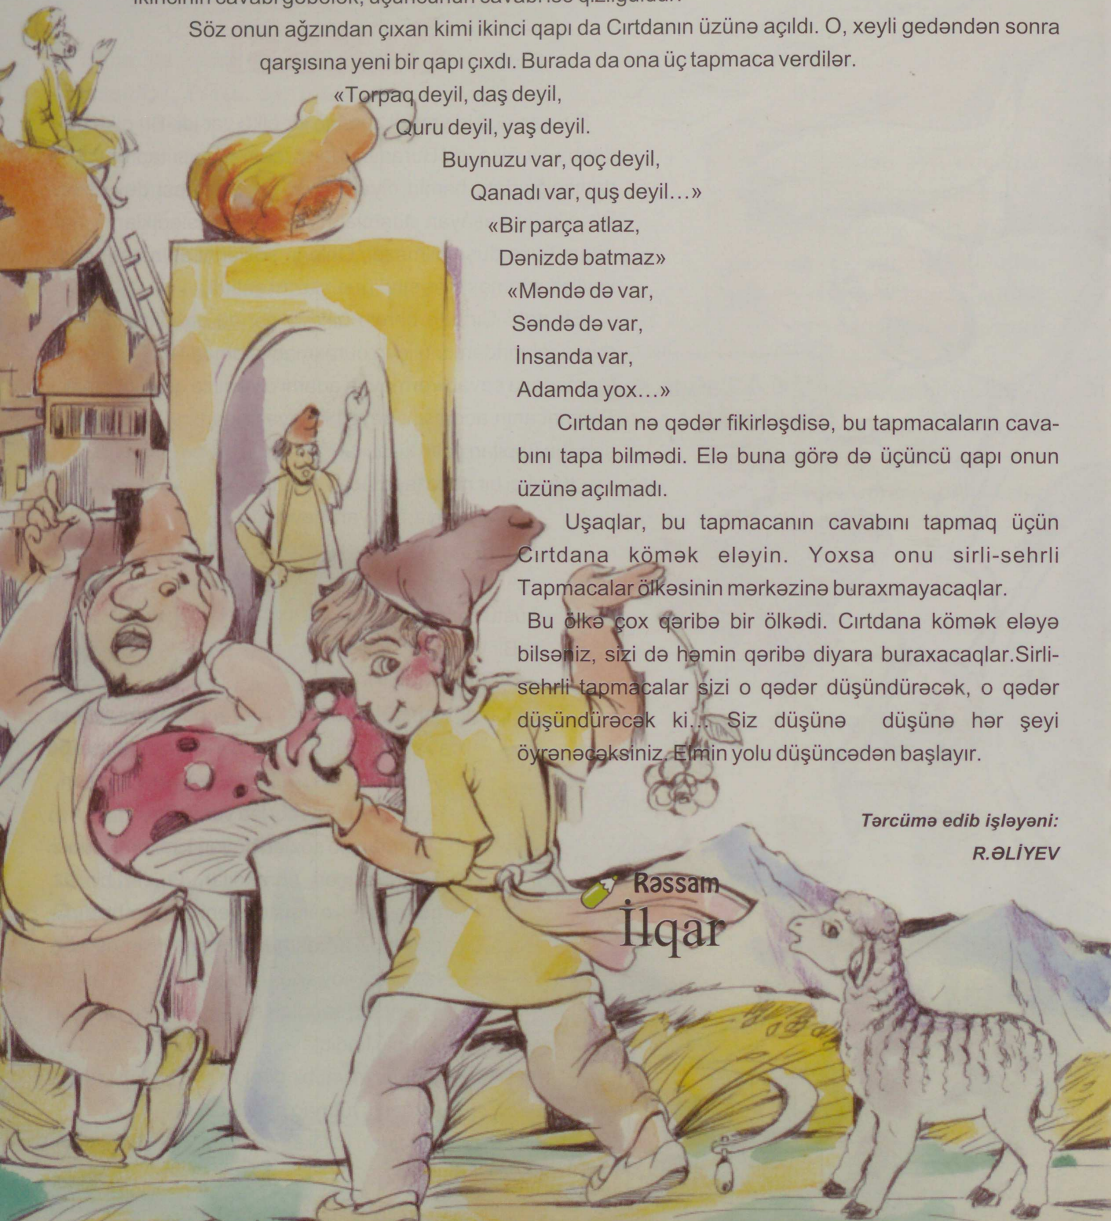 ikincinin cavabı göbələk, üçüncünün cavabı isə qızılgüldür.
Söz onun ağzından çıxan kimi ikinci qapı da Cırtdanın üzünə açıldı. O, xeyli gedəndən sonra
qarşısına yeni bir qapı çıxdı. Burada da ona üç tapmaca verdilər.
«Torpaq deyil, daş deyil,
Quru deyil, yaş deyil.
Buynuzu var, qoç deyil,
Qanadı var, quş deyil...»
«Bir parça atlaz,
Dənizdə batmaz»
«Məndə də var,
Səndə də var,
İnsanda var,
Adamda yox...»
Cırtdan nə qədər fikirləşdisə, bu tapmacaların cava-
bını tapa bilmədi. Elə buna görə də üçüncü qapı onun
üzünə açılmadı.
Uşaqlar, bu tapmacanın cavabını tapmaq üçün
Cırtdana kömək eləyin. Yoxsa onu sirli-sehrli
Tapmacalar ölkəsinin mərkəzinə buraxmayacaqlar.
Bu ölkə çox qəribə bir ölkədi. Cırtdana kömək eləyə
bilsəniz, sizi də həmin qəribə diyara buraxacaqlar.Sirli-
sehrli tapmacalar sizi o qədər düşündürəcək, o qədər
düşündürəcək ki... Siz düşünə düşünə hər şeyi
öyrənəcəksiniz. Elmin yolu düşüncədən başlayır.
Tərcümə edib işləyəni:
R.ƏLİYEV
Rəssam
İlqar